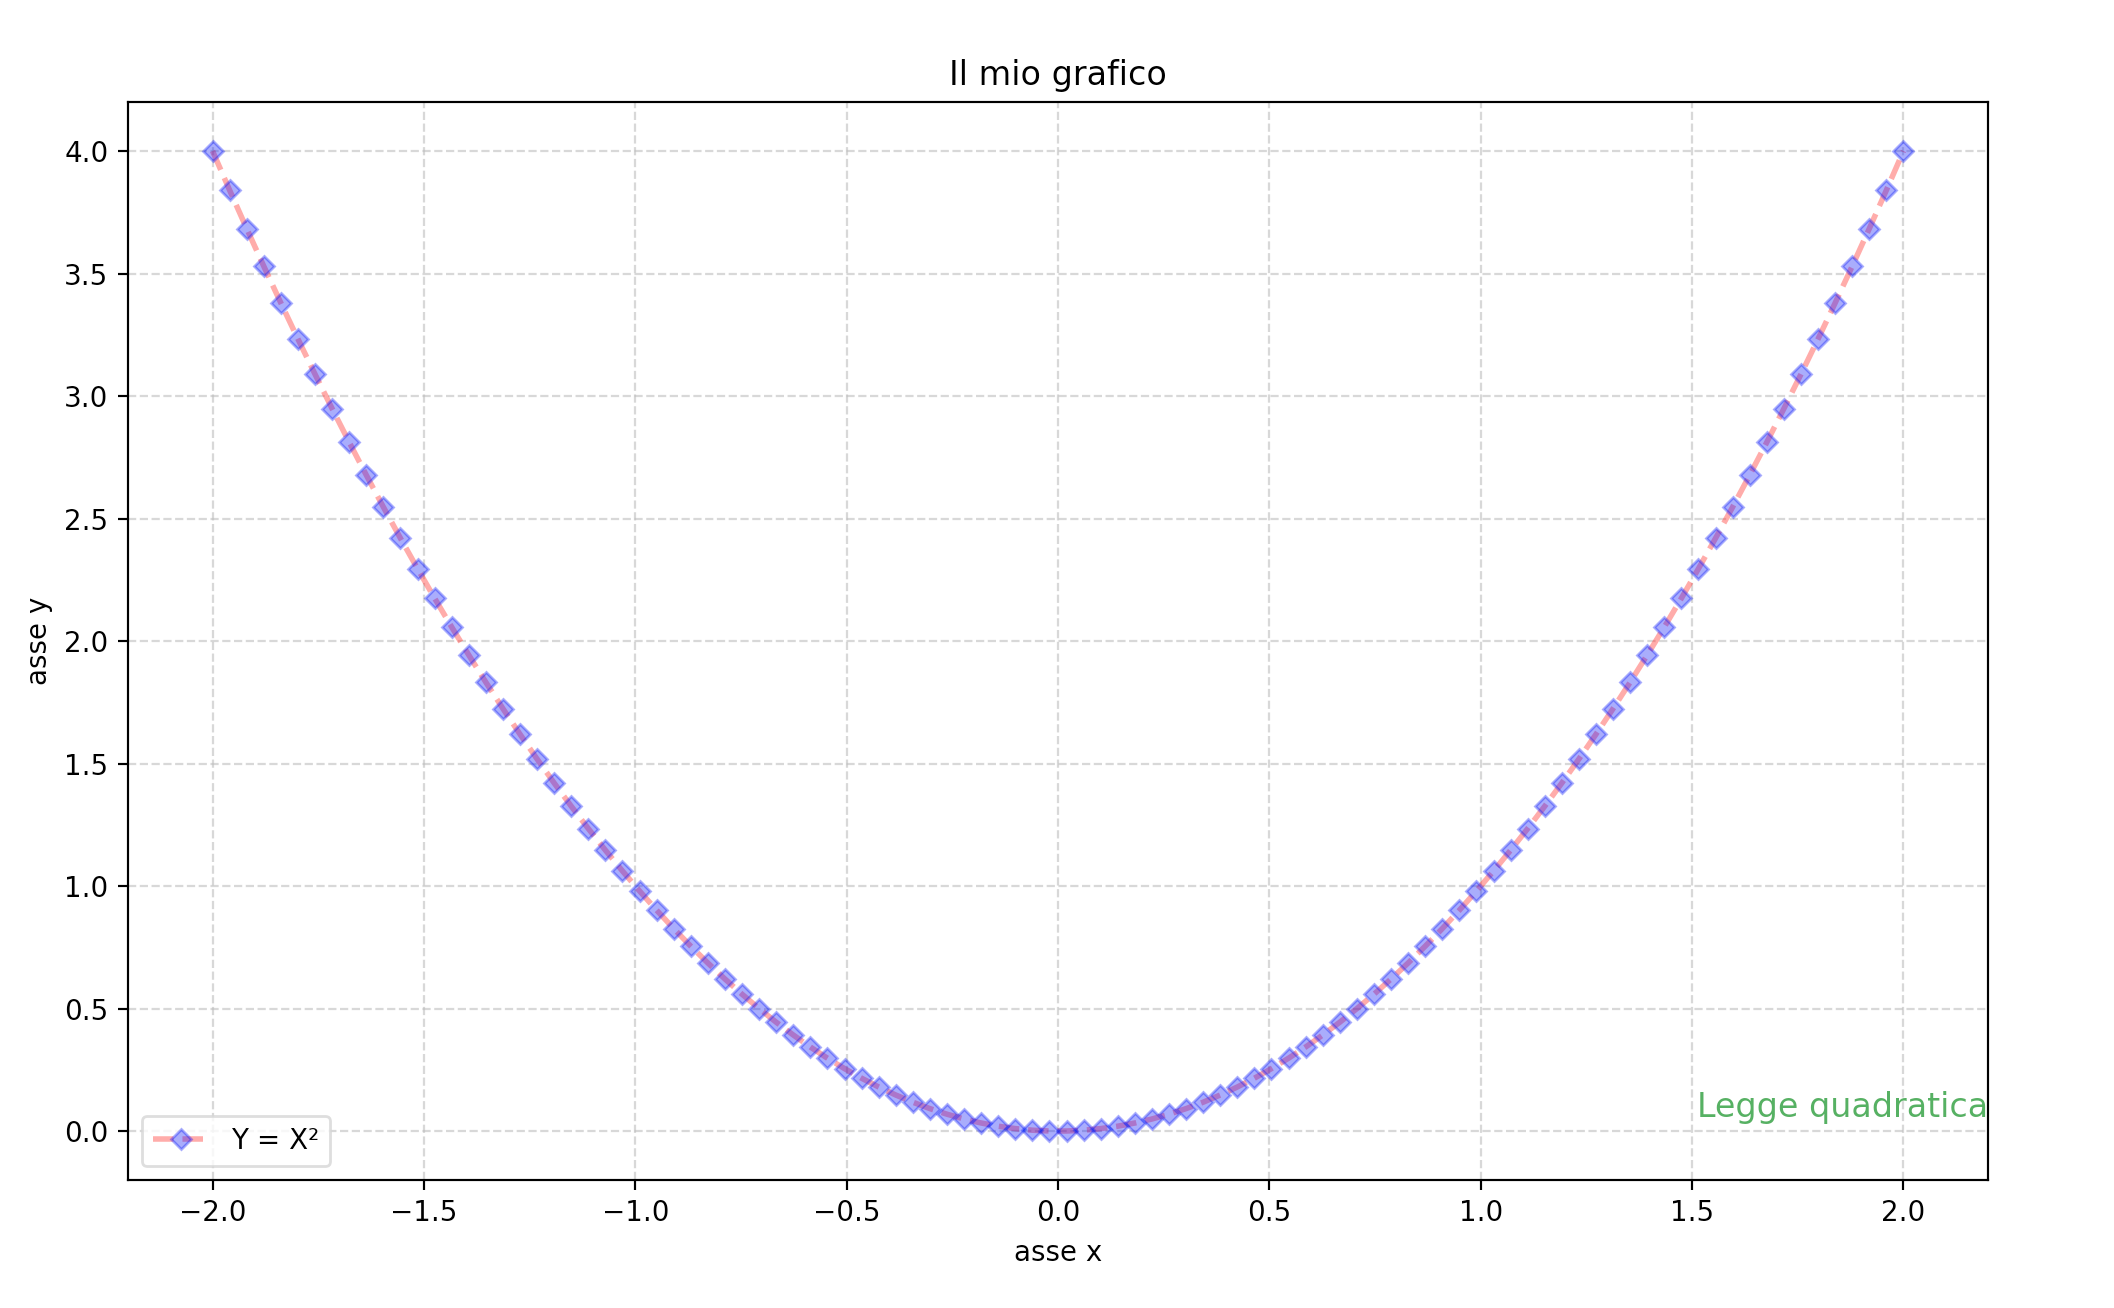 Il mio grafico
4.0
3.5
3.0
2.5
2.0
1.5
1.0
0.5
0.0
asse y
Legge quadratica
Y = X²
−2.0 −1.5 −1.0 −0.5 0.0 0.5 1.0 1.5 2.0
asse x